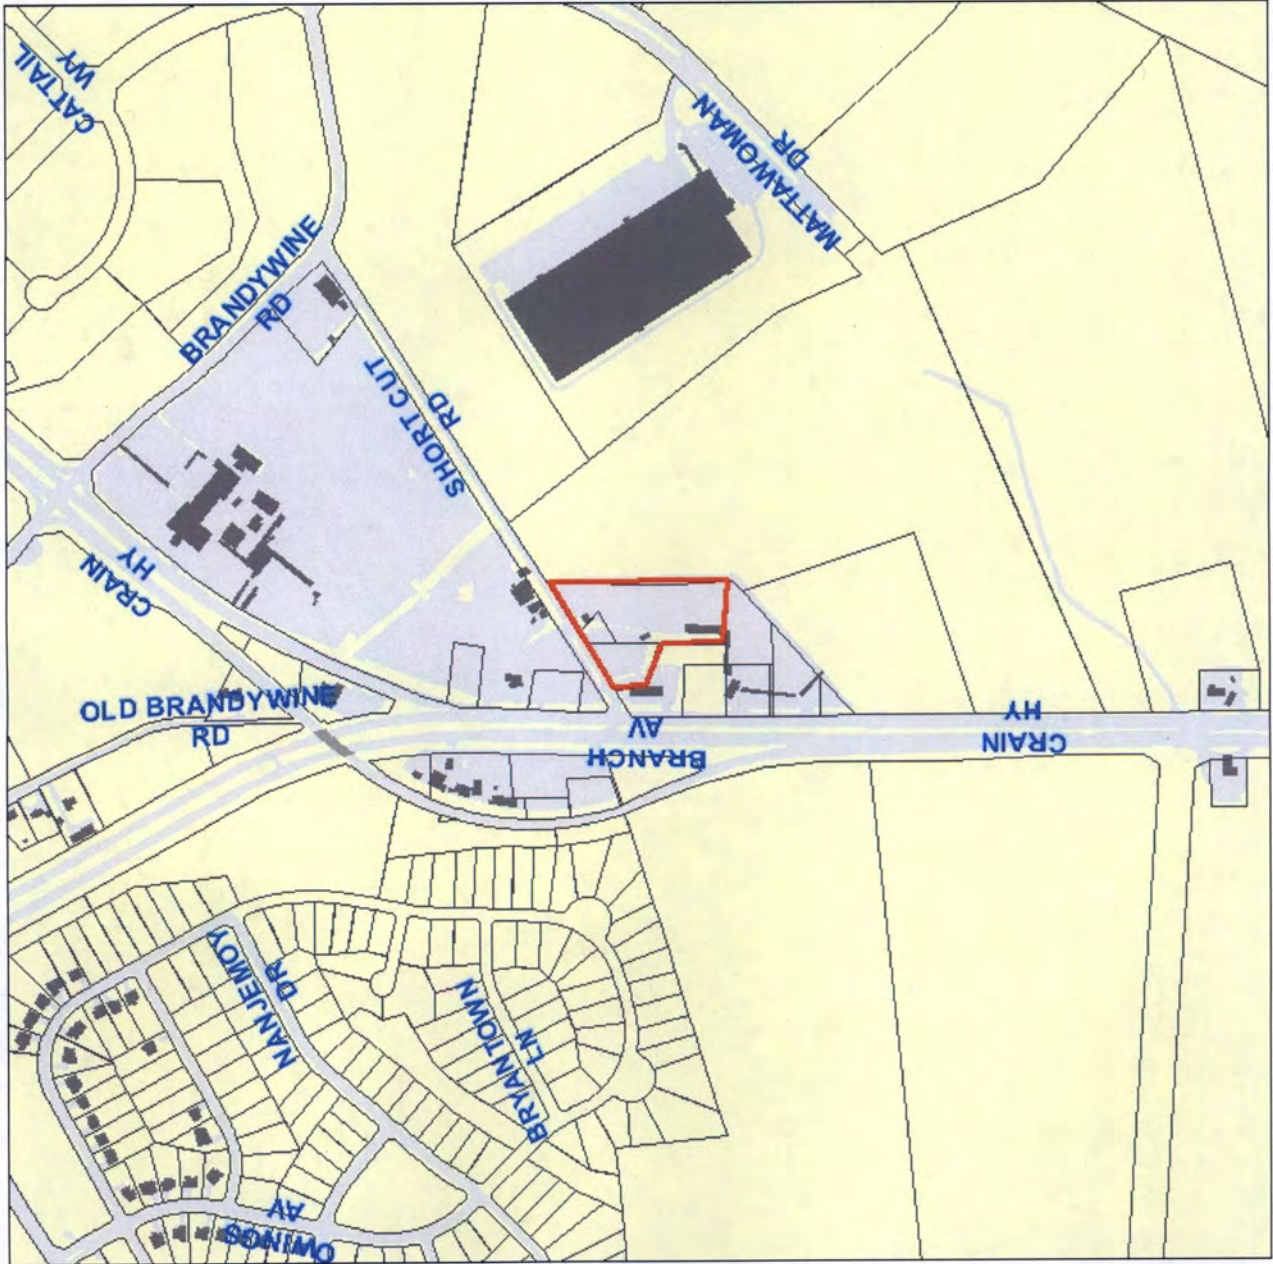 CATTAIL
WY
MATTAWOMAN
DR
BRANDYWINE
RD
SHORT CUT
RD
CRAIN
HY
OLD BRANDYWINE
RD
BRANCH
AV
CRAIN
HY
NANJEMOY
DR
BRYANTOWN
LN
OWINGS
AV